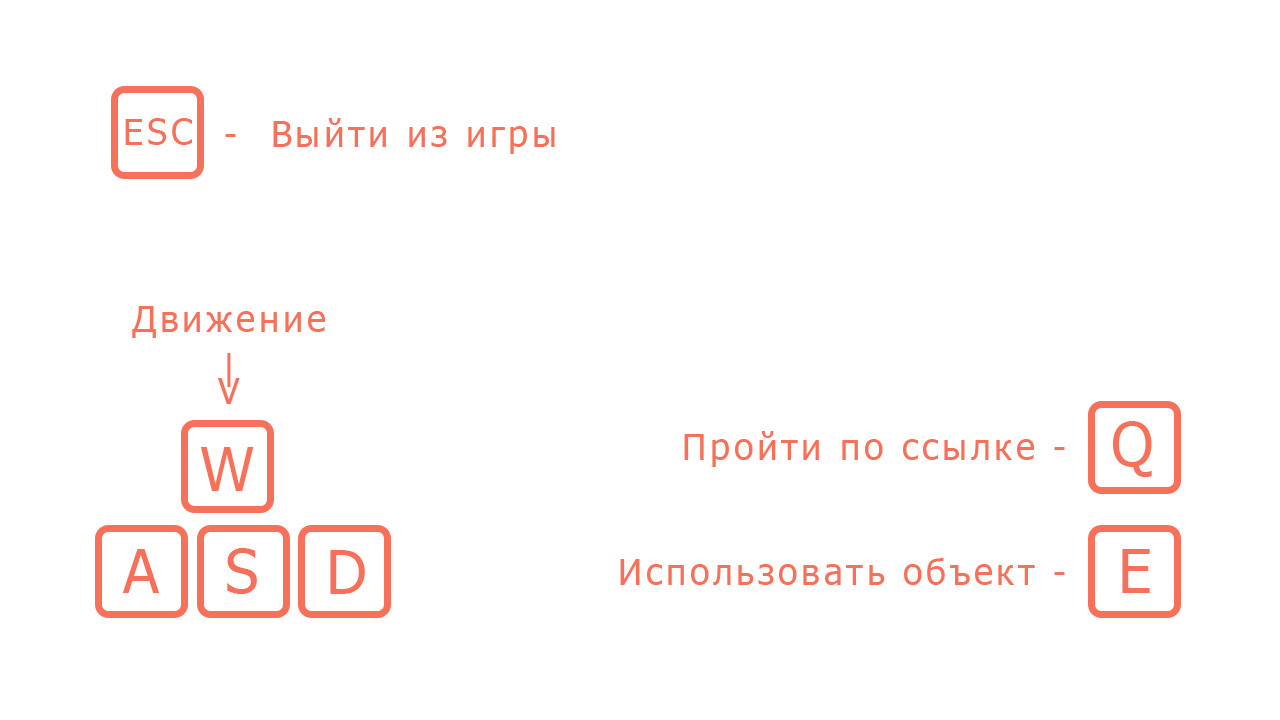 ESC - Выйти из игры
Движение
W
A S D
Пройти по ссылке - Q
Использовать объект - E